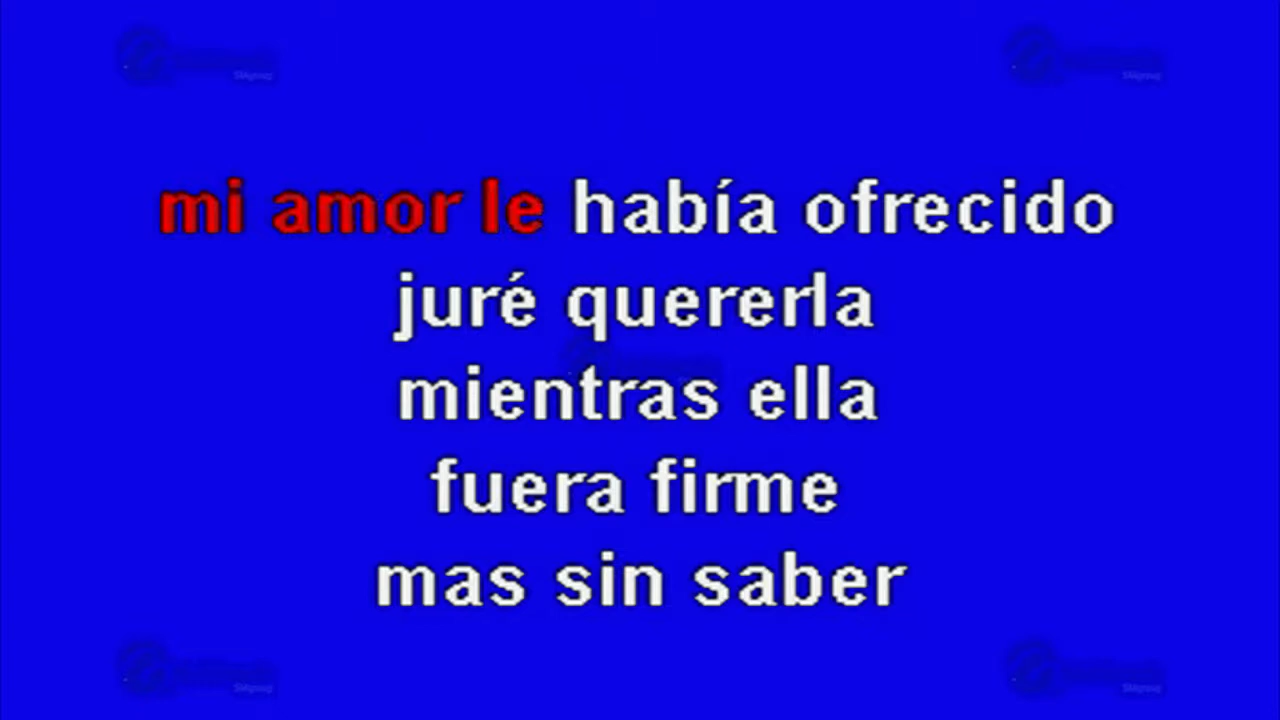 mi amor le había ofrecido
juré quererla
mientras ella
fuera firme
mas sin saber